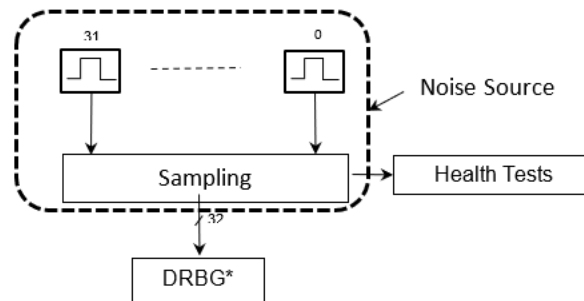 31
0
Noise Source
Sampling
Health Tests
32
DRBG*